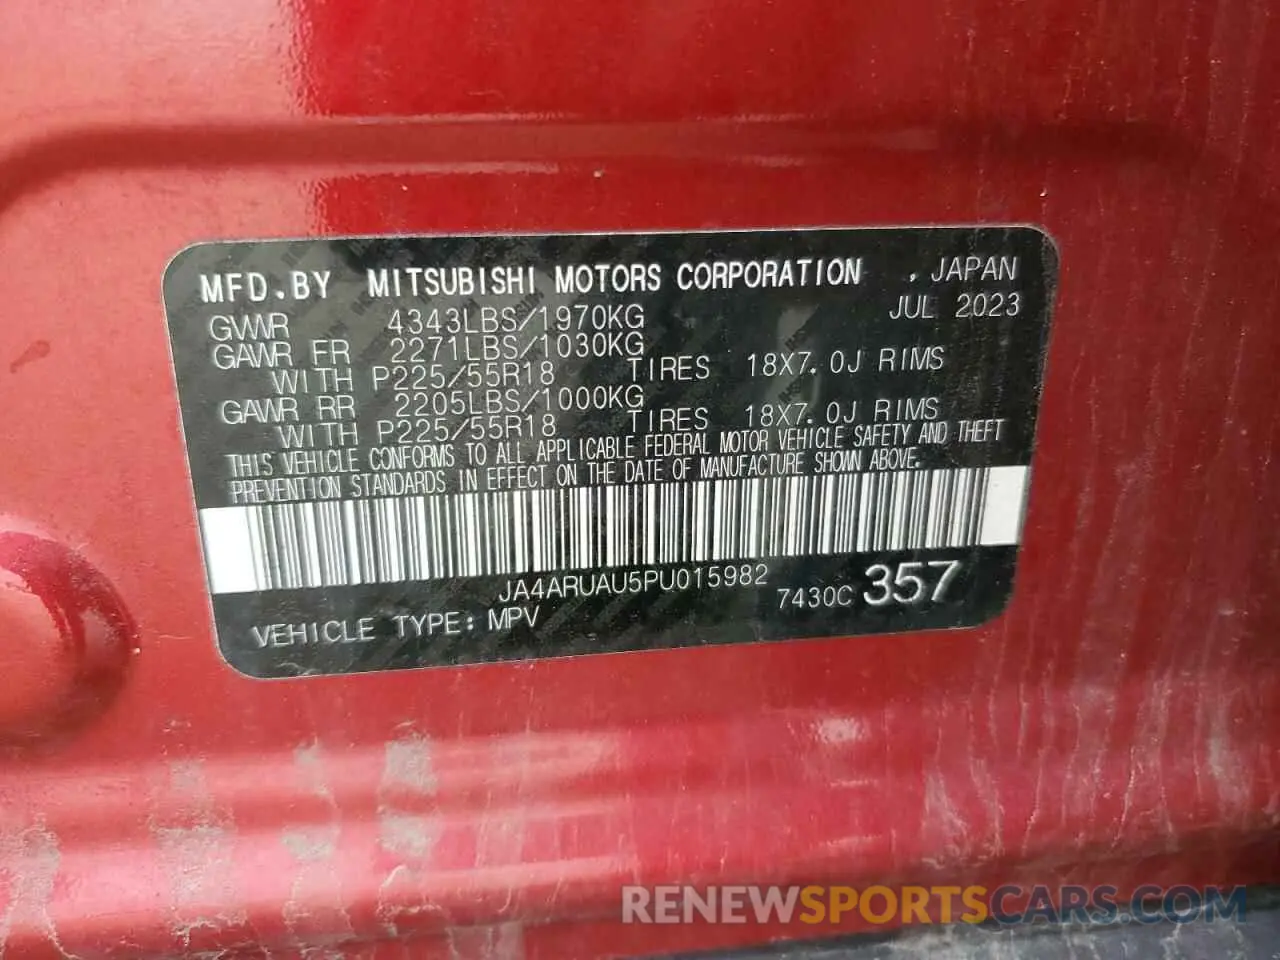 MFD.BY MITSUBISHI MOTORS CORPORATION , JAPAN
JUL 2023
GVWR 4343LBS/1970KG
GAWR FR 2271LBS/1030KG
WITH P225/55R18 TIRES 18X7.0J RIMS
GAWR RR 2205LBS/1000KG
WITH P225/55R18 TIRES 18X7.0J RIMS
THIS VEHICLE CONFORMS TO ALL APPLICABLE FEDERAL MOTOR VEHICLE SAFETY AND THEFT
PREVENTION STANDARDS IN EFFECT ON THE DATE OF MANUFACTURE SHOWN ABOVE.
JA4ARUAU5PU015982 7430C 357
VEHICLE TYPE: MPV
RENEWSPORTSCARS.COM